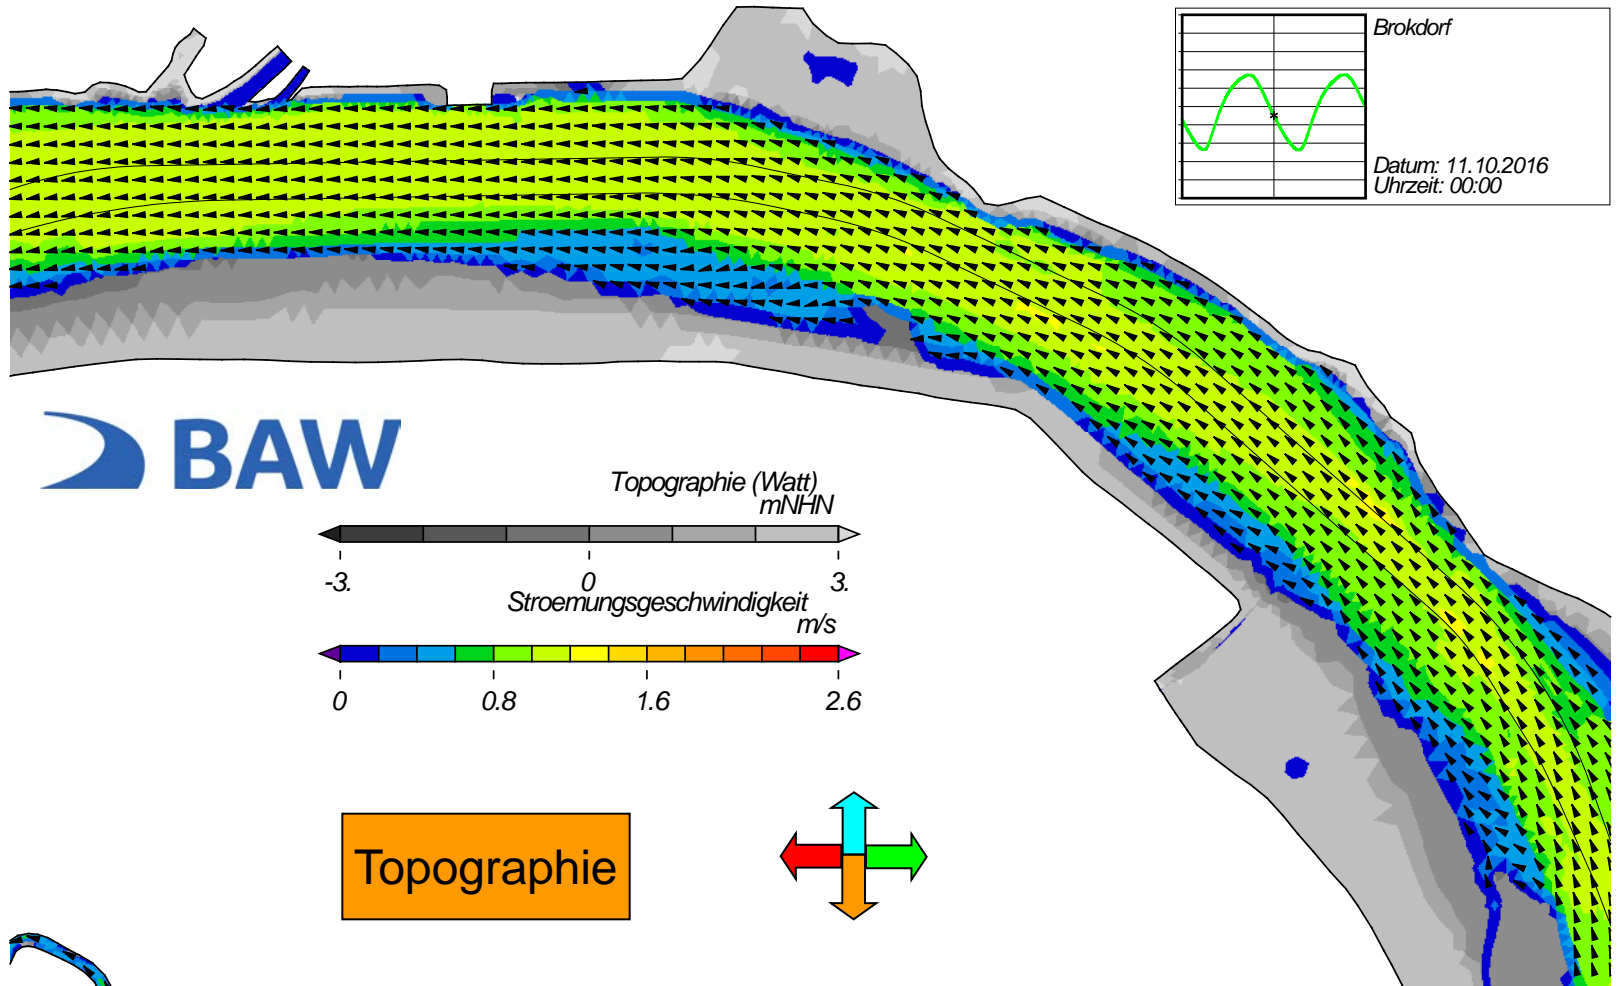 Brokdorf
Datum: 11.10.2016
Uhrzeit: 00:00
BAW
Topographie (Watt)
mNHN
-3. 0 3.
Stroemungsgeschwindigkeit
m/s
0 0.8 1.6 2.6
Topographie